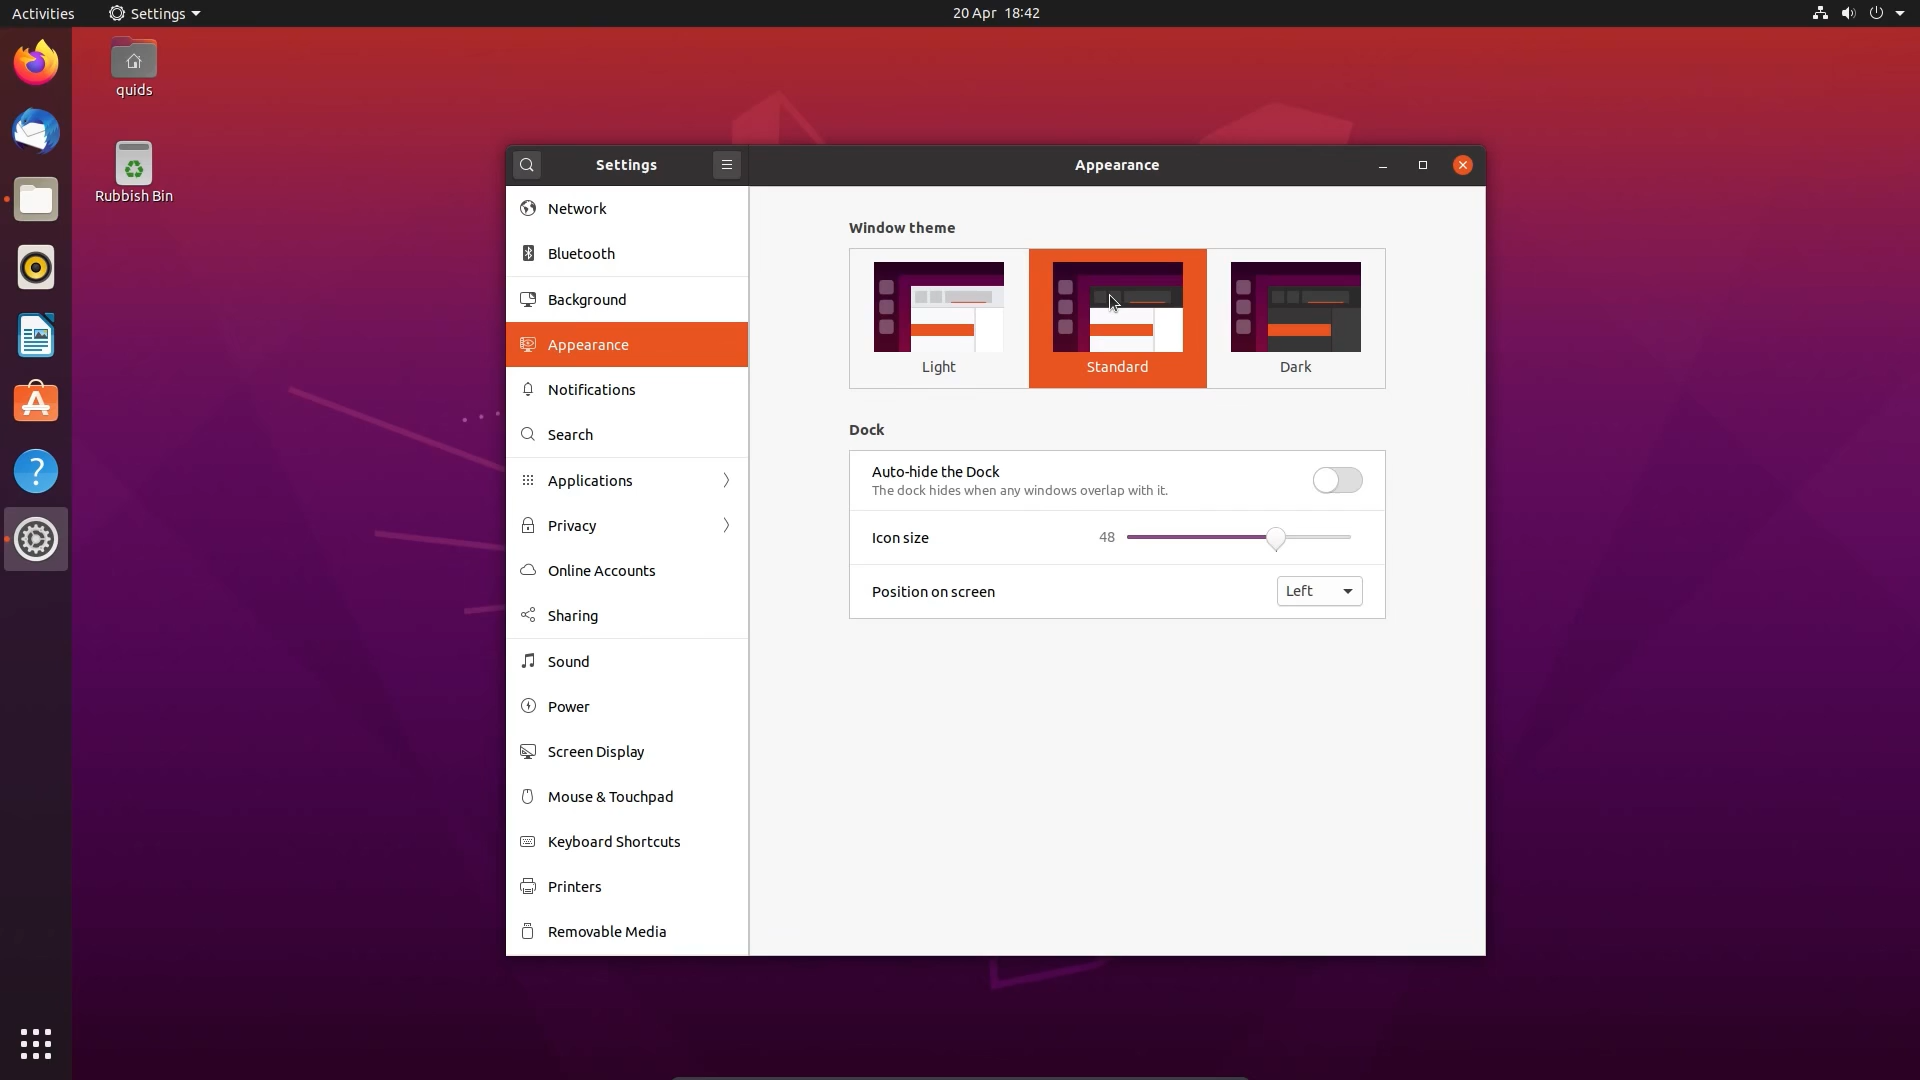 Activities
Settings
20 Apr 18:42
quids
Rubbish Bin
Settings
Appearance
Network
Bluetooth
Background
Appearance
Notifications
Search
Applications
Privacy
Online Accounts
Sharing
Sound
Power
Screen Display
Mouse & Touchpad
Keyboard Shortcuts
Printers
Removable Media
Window theme
Light
Standard
Dark
Dock
Auto-hide the Dock
The dock hides when any windows overlap with it.
Icon size
48
Position on screen
Left